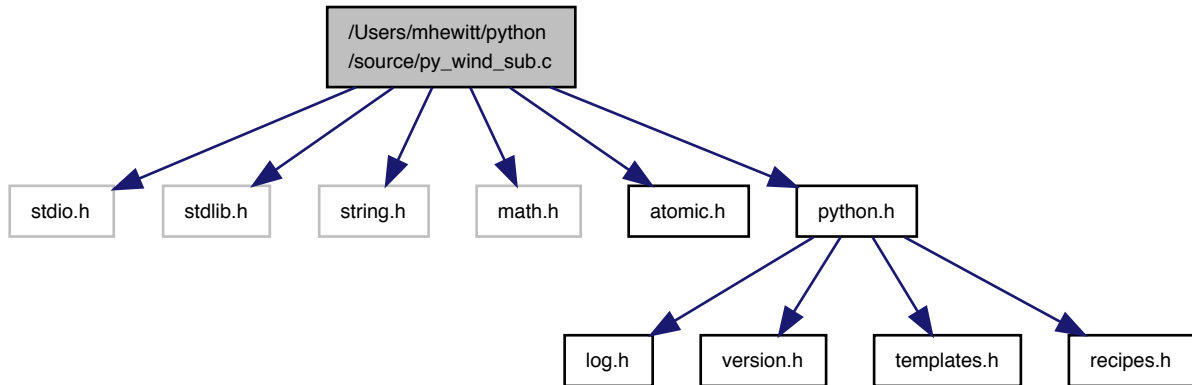 /Users/mhewitt/python
/source/py_wind_sub.c
stdio.h
stdlib.h
string.h
math.h
atomic.h
python.h
log.h
version.h
templates.h
recipes.h